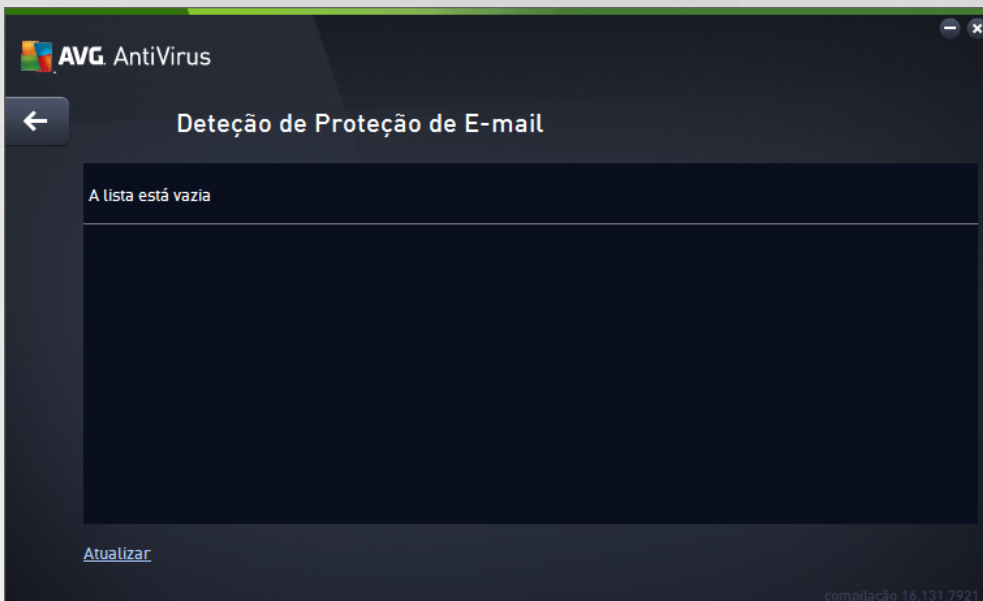 AVG. AntiVirus
Deteção de Proteção de E-mail
A lista está vazia
Atualizar
compilação 16.131.7921